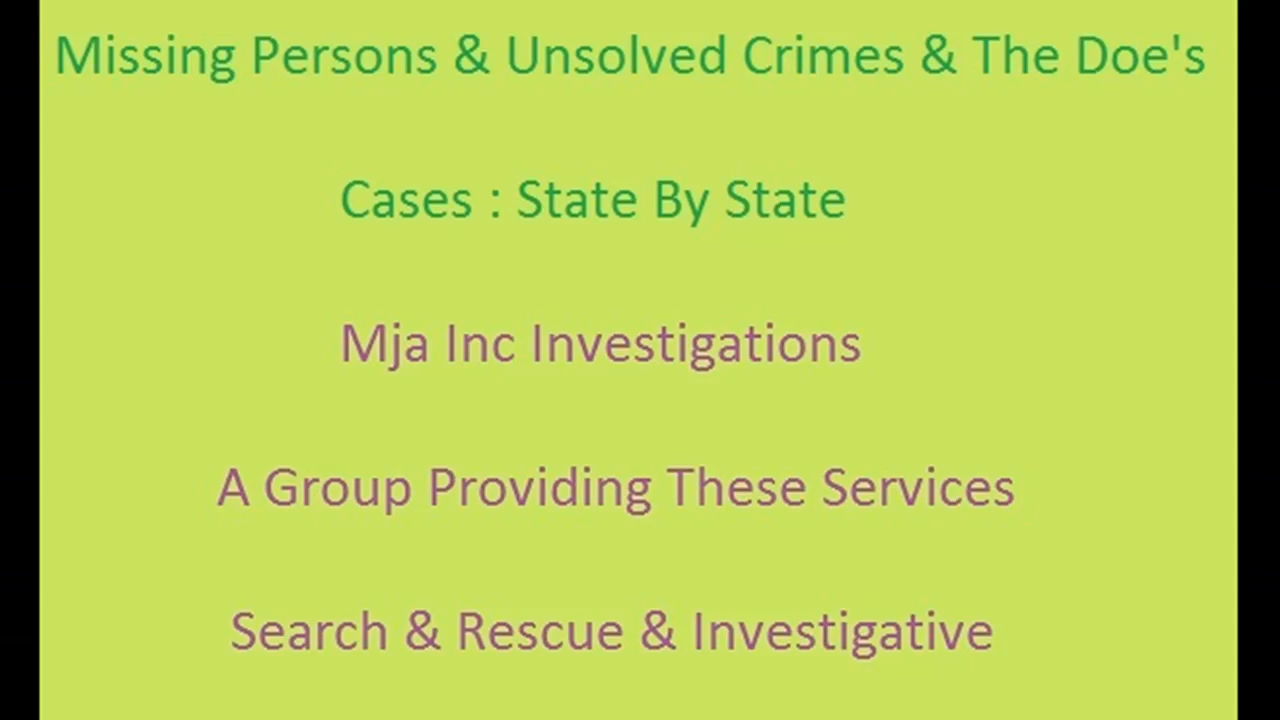 Missing Persons & Unsolved Crimes & The Doe's
Cases : State By State
Mja Inc Investigations
A Group Providing These Services
Search & Rescue & Investigative